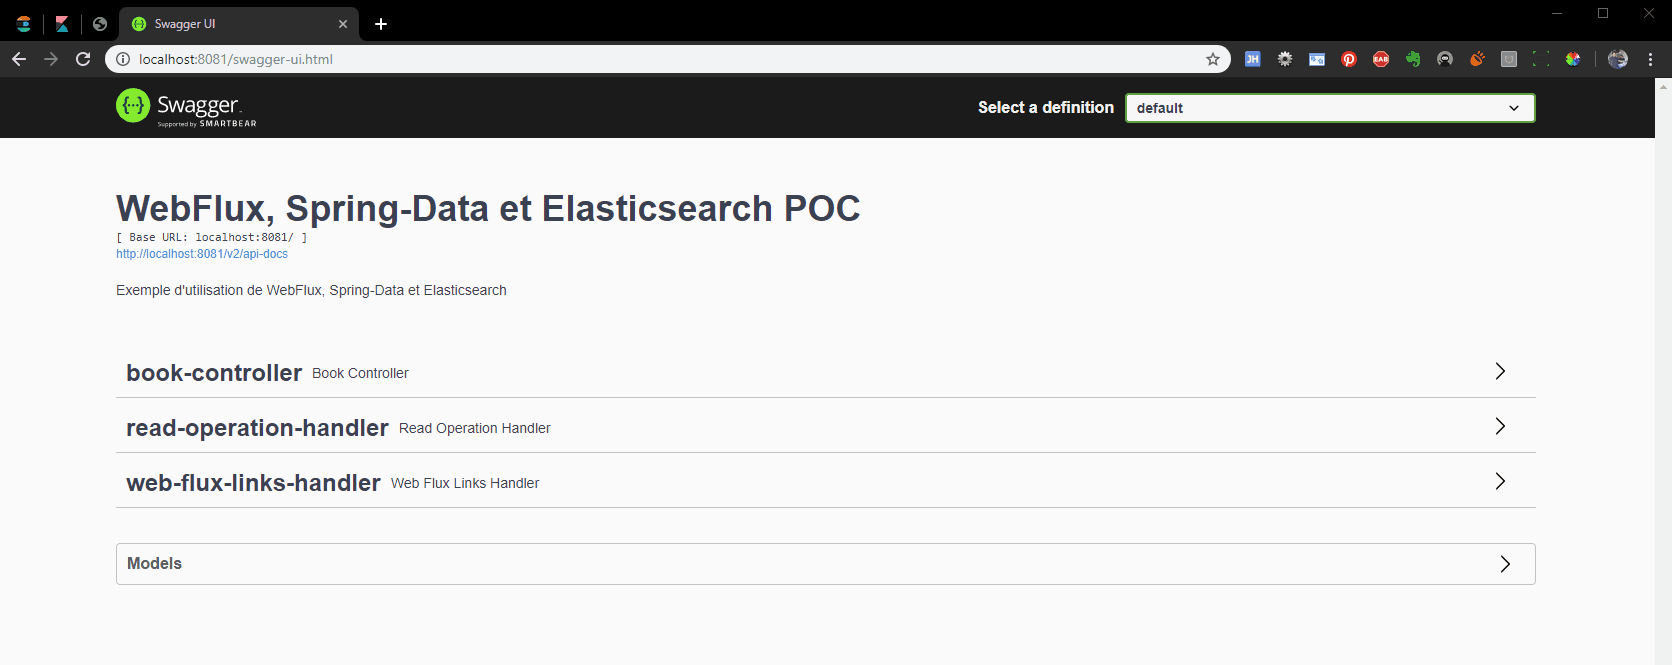 Swagger UI
localhost:8081/swagger-ui.html
JH
EAB
Swagger
Supported by SMARTBEAR
Select a definition
default
WebFlux, Spring-Data et Elasticsearch POC
[ Base URL: localhost:8081/ ]
http://localhost:8081/v2/api-docs
Exemple d'utilisation de WebFlux, Spring-Data et Elasticsearch
book-controller Book Controller
read-operation-handler Read Operation Handler
web-flux-links-handler Web Flux Links Handler
Models